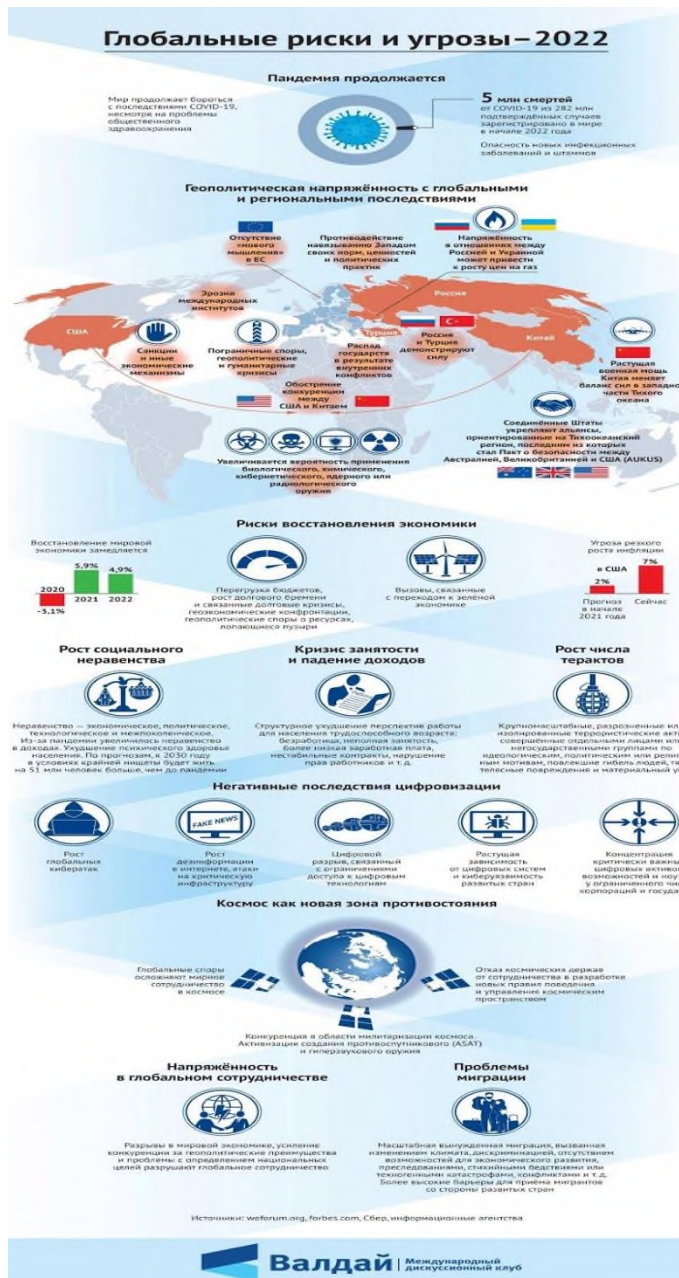 Глобальные риски и угрозы–2022
Пандемия продолжается
Мир продолжает бороться
с последствиями COVID-19,
несмотря на проблемы
общественного
здравоохранения
5 млн смертей
от COVID-19 из 282 млн
подтверждённых случаев
зарегистрировано в мире
в начале 2022 года
Опасность новых инфекционных
заболеваний и штаммов
Геополитическая напряжённость с глобальными
и региональными последствиями
Отсутствие
«нового
мышления»
в ЕС
Противодействие
навязыванию Западом
своих норм, ценностей
и политических
практик
Напряжённость
в отношениях между
Россией и Украиной
может привести
к росту цен на газ
Эрозия
международных
институтов
Россия
США
Турция
Китай
Санкции
и иные
экономические
механизмы
Пограничные споры,
геополитические
и гуманитарные
кризисы
Распад
государств
в результате
внутренних
конфликтов
Россия
и Турция
демонстрируют
силу
Растущая
военная мощь
Китая меняет
баланс сил в западной
части Тихого
океана
Обострение
конкуренции
между
США и Китаем
Соединённые Штаты
укрепляют альянсы,
ориентированные на Тихоокеанский
регион, последним из которых
стал Пакт о безопасности между
Австралией, Великобританией и США (AUKUS)
Увеличивается вероятность применения
биологического, химического,
кибернетического, ядерного или
радиологического
оружия
Риски восстановления экономики
Восстановление мировой
экономики замедляется
2020
-3,1%
5,9%
2021
4,9%
2022
Перегрузка бюджетов,
рост долгового бремени
и связанные долговые кризисы,
геоэкономические конфронтации,
геополитические споры о ресурсах,
лопающиеся пузыри
Вызовы, связанные
с переходом к зелёной
экономике
Угроза резкого
роста инфляции
в США
2%
Прогноз
в начале
2021 года
7%
Сейчас
Рост социального
неравенства
Неравенство — экономическое, политическое,
технологическое и межпоколенческое.
Из-за пандемии увеличилось неравенство
в доходах. Ухудшение психического здоровья
населения. По прогнозам, к 2030 году
в условиях крайней нищеты будет жить
на 51 млн человек больше, чем до пандемии
Кризис занятости
и падение доходов
Структурное ухудшение перспектив работы
для населения трудоспособного возраста:
безработица, неполная занятость,
более низкая заработная плата,
нестабильные контракты, нарушение
прав работников и т. д.
Рост числа
терактов
Крупномасштабные, разрозненные ил
изолированные террористические акт
совершённые отдельными лицами ил
негосударственными группами по
идеологическим, политическим или религи
ным мотивам, повлекшие гибель людей, тя
телесные повреждения и материальный у
Негативные последствия цифровизации
FAKE NEWS
Рост
глобальных
кибератак
Рост
дезинформации
в интернете, атаки
на критическую
инфраструктуру
Цифровой
разрыв, связанный
с ограничениями
доступа к цифровым
технологиям
Растущая
зависимость
от цифровых систем
и киберуязвимость
развитых стран
Концентрация
критически важны
цифровых активо
возможностей и ноу
у ограниченного чи
корпораций и госуда
Космос как новая зона противостояния
Глобальные споры
осложняют мирное
сотрудничество
в космосе
Отказ космических держав
от сотрудничества в разработке
новых правил поведения
и управления космическим
пространством
Конкуренция в области милитаризации космоса.
Активизация создания противоспутникового (ASAT)
и гиперзвукового оружия
Напряжённость
в глобальном сотрудничестве
Разрывы в мировой экономике, усиление
конкуренции за геополитические преимущества
и проблемы с определением национальных
целей разрушают глобальное сотрудничество
Проблемы
миграции
Масштабная вынужденная миграция, вызванная
изменением климата, дискриминацией, отсутствием
возможностей для экономического развития,
преследованиями, стихийными бедствиями или
техногенными катастрофами, конфликтами и т. д.
Более высокие барьеры для приёма мигрантов
со стороны развитых стран
Источники: weforum.org, forbes.com, Сбер, информационные агентства
Валдай
Международный
дискуссионный клуб